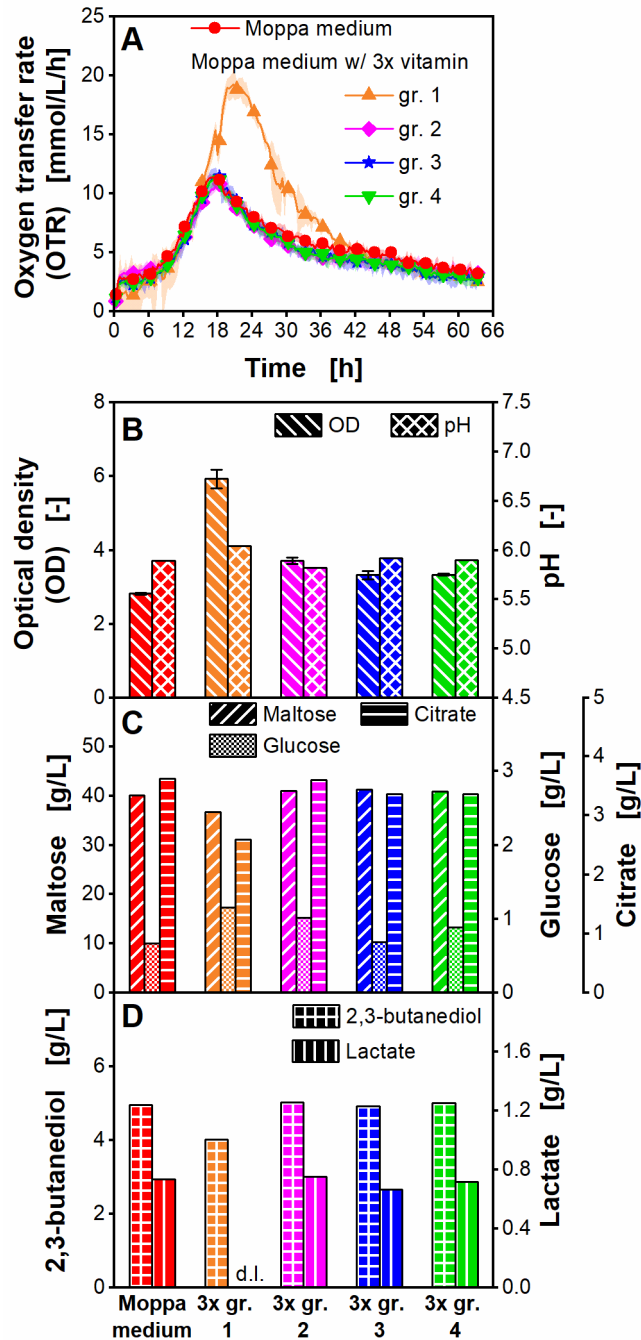 A
Moppa medium
Moppa medium w/ 3x vitamin
gr. 1
gr. 2
gr. 3
gr. 4
Oxygen transfer rate
(OTR) [mmol/L/h]
25
20
15
10
5
0
0 6 12 18 24 30 36 42 48 54 60 66
Time [h]
B
OD
pH
Optical density
(OD) [-]
8
6
4
2
0
pH [-]
7.5
7.0
6.5
6.0
5.5
5.0
4.5
C
Maltose
Citrate
Glucose
Maltose [g/L]
50
40
30
20
10
0
Glucose [g/L]
3
2
1
0
Citrate [g/L]
5
4
3
2
1
0
D
2,3-butanediol
Lactate
2,3-butanediol [g/L]
6
4
2
0
Lactate [g/L]
1.6
1.2
0.8
0.4
0.0
d.l.
Moppa 3x gr. 3x gr. 3x gr. 3x gr.
medium 1 2 3 4